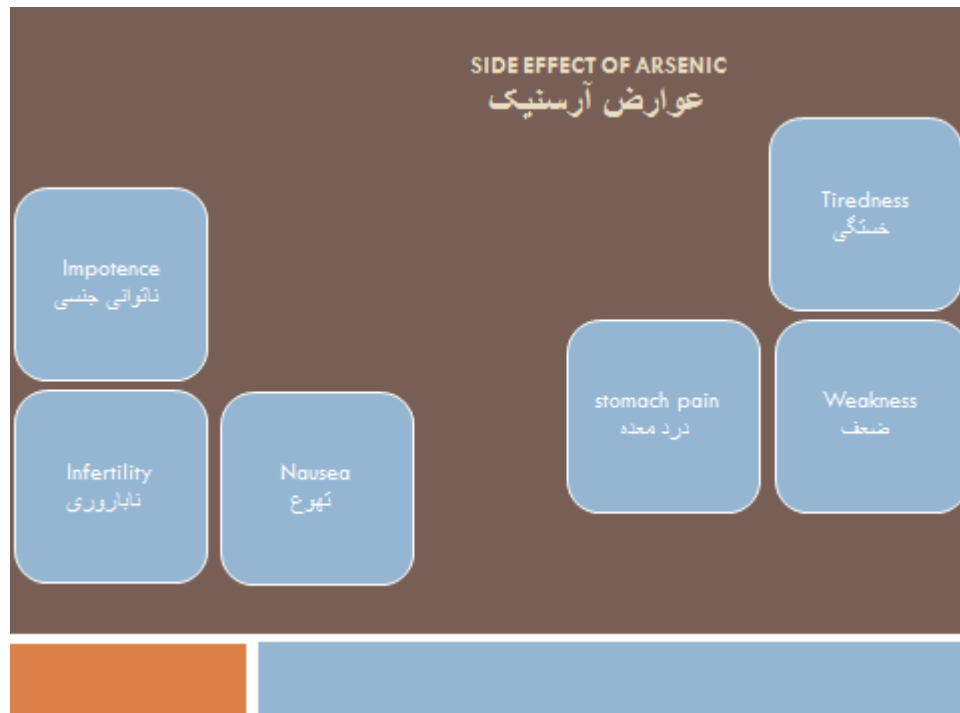 SIDE EFFECT OF ARSENIC
عوارض آرسنیک
Tiredness
خستگی
Impotence
ناتوانی جنسی
stomach pain
درد معده
Weakness
ضعف
Infertility
ناباروری
Nausea
تهوع